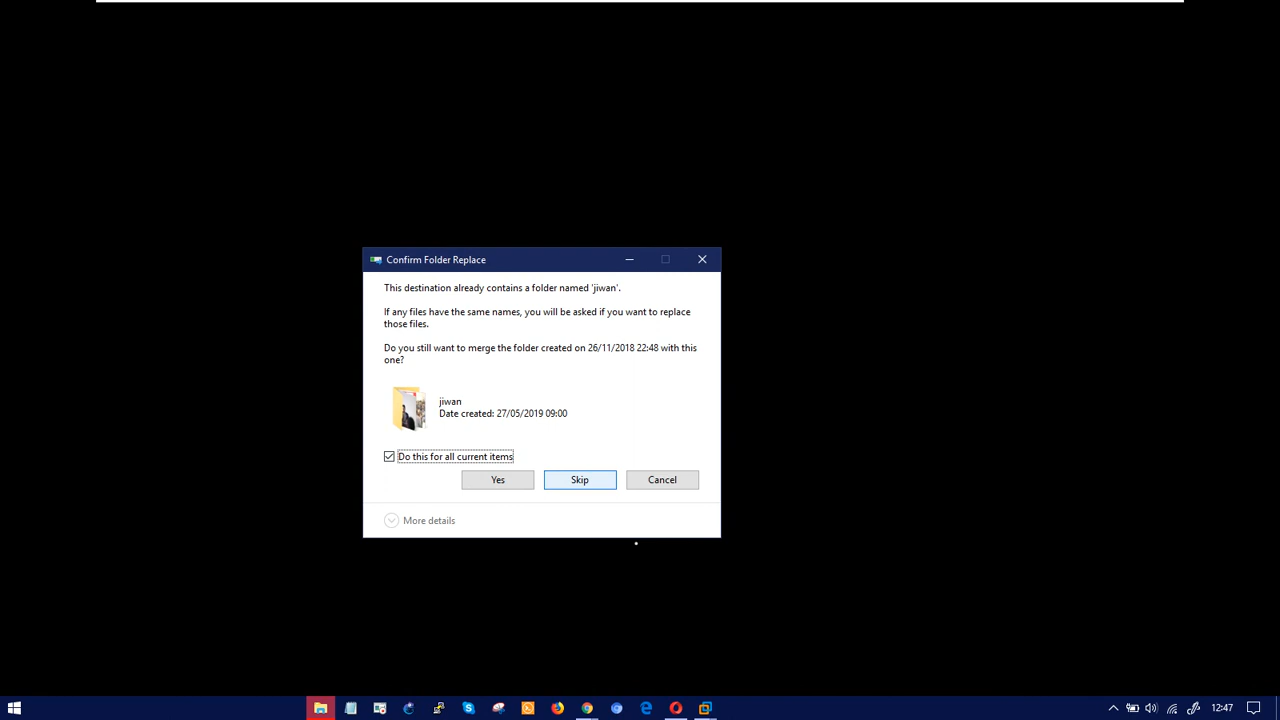 Confirm Folder Replace
This destination already contains a folder named 'jiwan'.
If any files have the same names, you will be asked if you want to replace
those files.
Do you still want to merge the folder created on 26/11/2018 22:48 with this
one?
jiwan
Date created: 27/05/2019 09:00
Do this for all current items
Yes Skip Cancel
More details
12:47